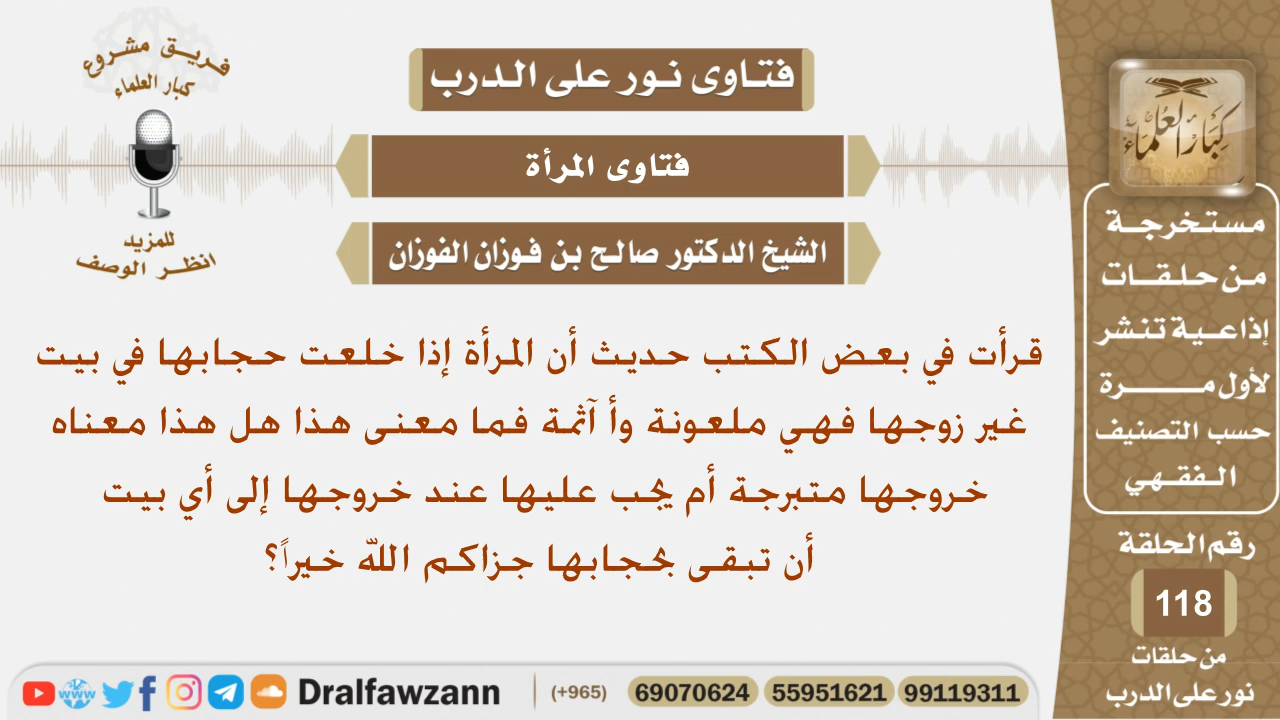 فريق مشروع
كبار العلماء
للمزيد
انظر الوصف
فتاوى نور على الدرب
فتاوى المرأة
الشيخ الدكتور صالح بن فوزان الفوزان
قرأت في بعض الكتب حديث أن المرأة إذا خلعت حجابها في بيت
غير زوجها فهي ملعونة وأ آثمة فما معنى هذا هل هذا معناه
خروجها متبرجة أم يجب عليها عند خروجها إلى أي بيت
أن تبقى بحجابها جزاكم الله خيراً؟
كبار العلماء
مستخرجة
من حلقات
إذاعية تنشر
لأول مرة
حسب التصنيف
الفقهي
رقم الحلقة
118
من حلقات
نور على الدرب
www
Dralfawzann
(+965) 69070624 55951621 99119311